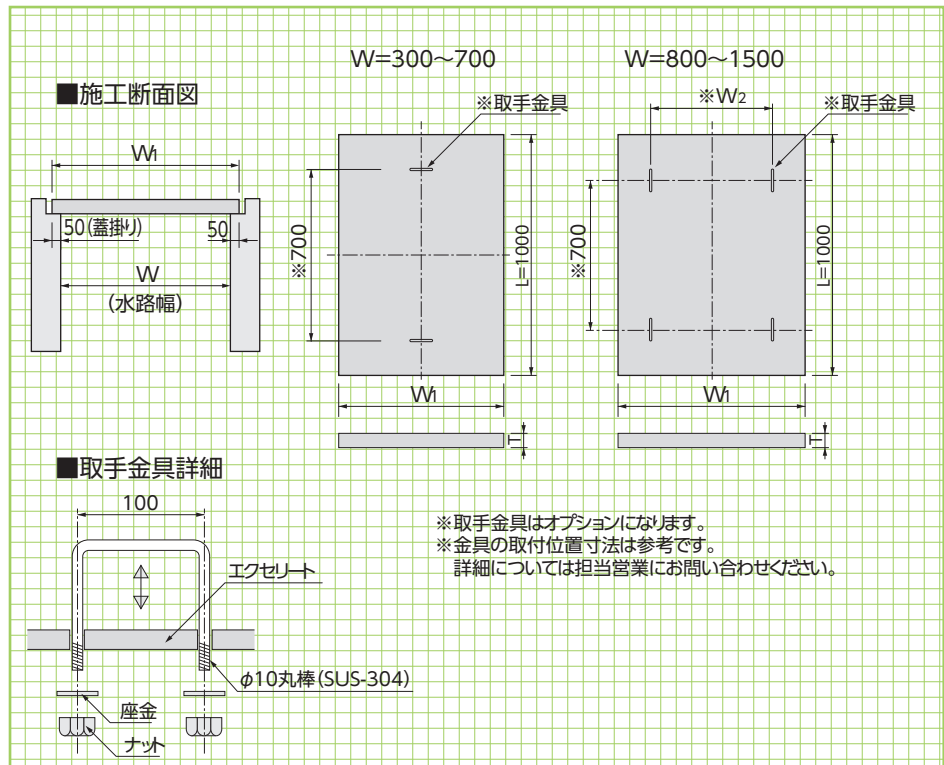 W=300〜700
W=800〜1500
■施工断面図
※取手金具
※W2
※取手金具
W1
50(蓋掛り)
50
W
(水路幅)
※700
L=1000
※700
L=1000
W1
W1
T
T
■取手金具詳細
100
※取手金具はオプションになります。
※金具の取付位置寸法は参考です。
詳細については担当営業にお問い合わせください。
エクセリート
φ10丸棒(SUS-304)
座金
ナット